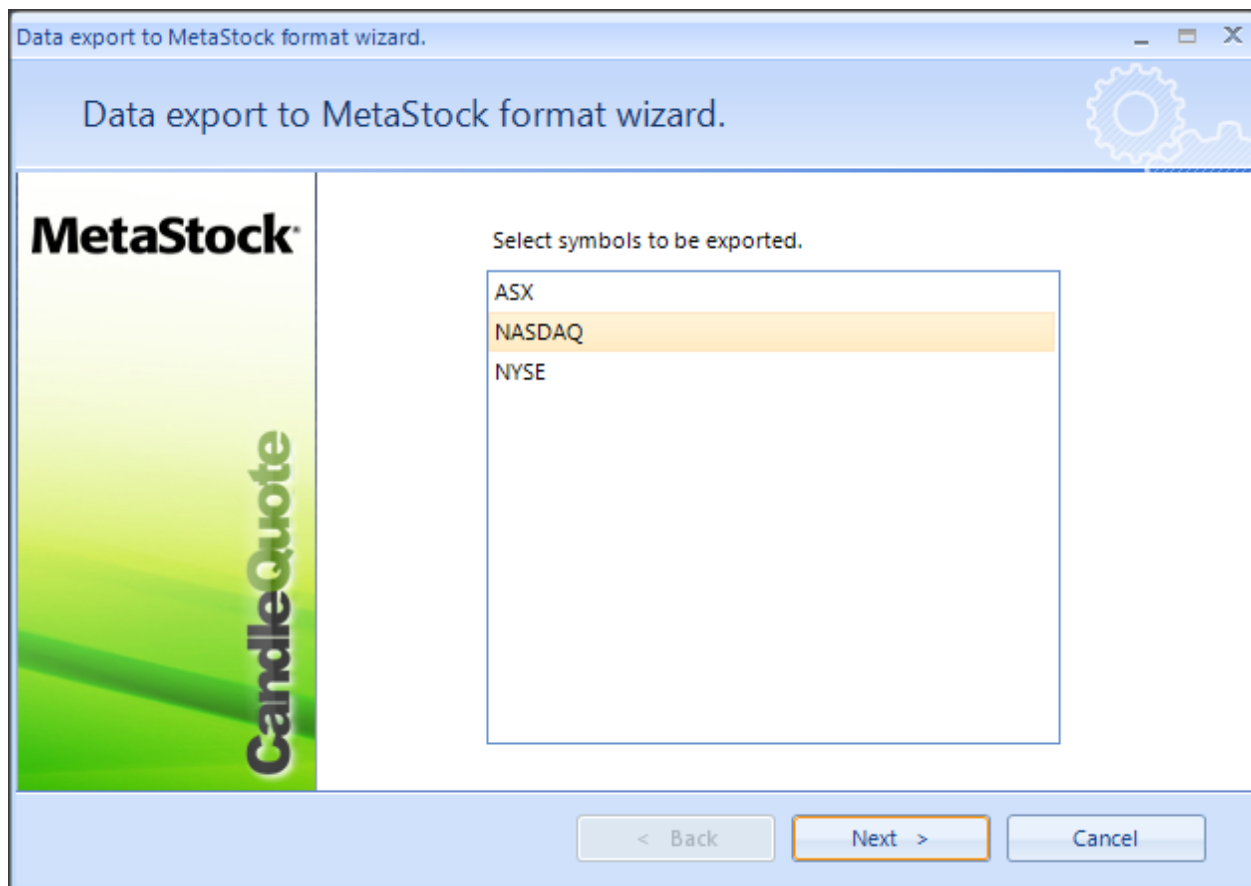 Data export to MetaStock format wizard.
Data export to MetaStock format wizard.
MetaStock
CandleQuote
Select symbols to be exported.
ASX
NASDAQ
NYSE
< Back
Next >
Cancel